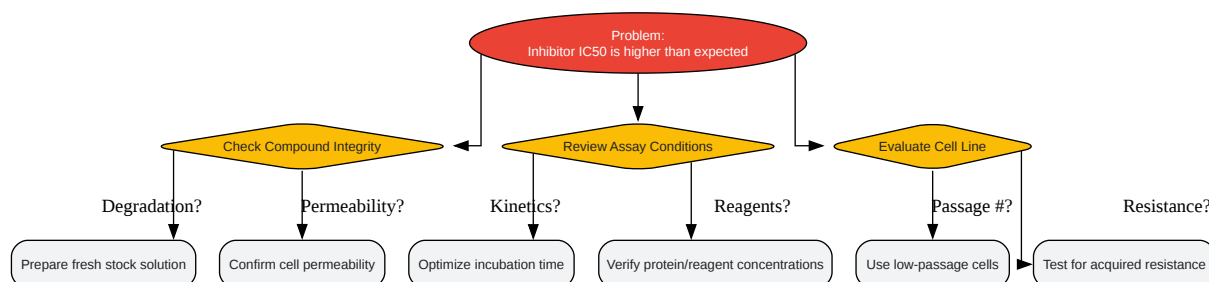 Problem:
Inhibitor IC50 is higher than expected
Check Compound Integrity
Review Assay Conditions
Evaluate Cell Line
Degradation?
Permeability?
Kinetics?
Reagents?
Passage #?
Resistance?
Prepare fresh stock solution
Confirm cell permeability
Optimize incubation time
Verify protein/reagent concentrations
Use low-passage cells
Test for acquired resistance